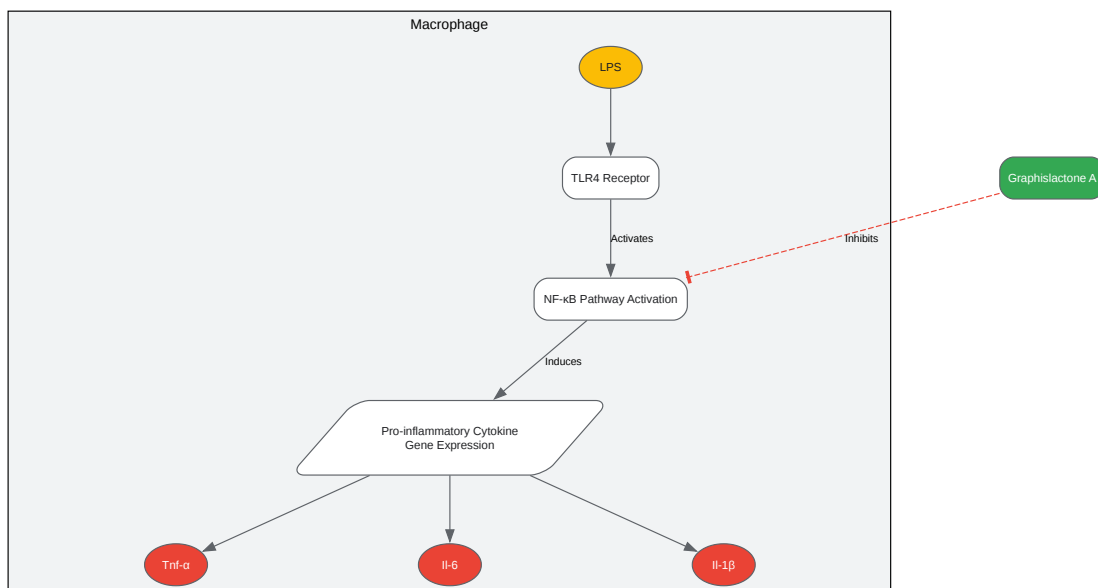 Macrophage
LPS
TLR4 Receptor
Graphislactone A
Activates
Inhibits
NF-κB Pathway Activation
Induces
Pro-inflammatory Cytokine
Gene Expression
Tnf-α
Il-6
Il-1β